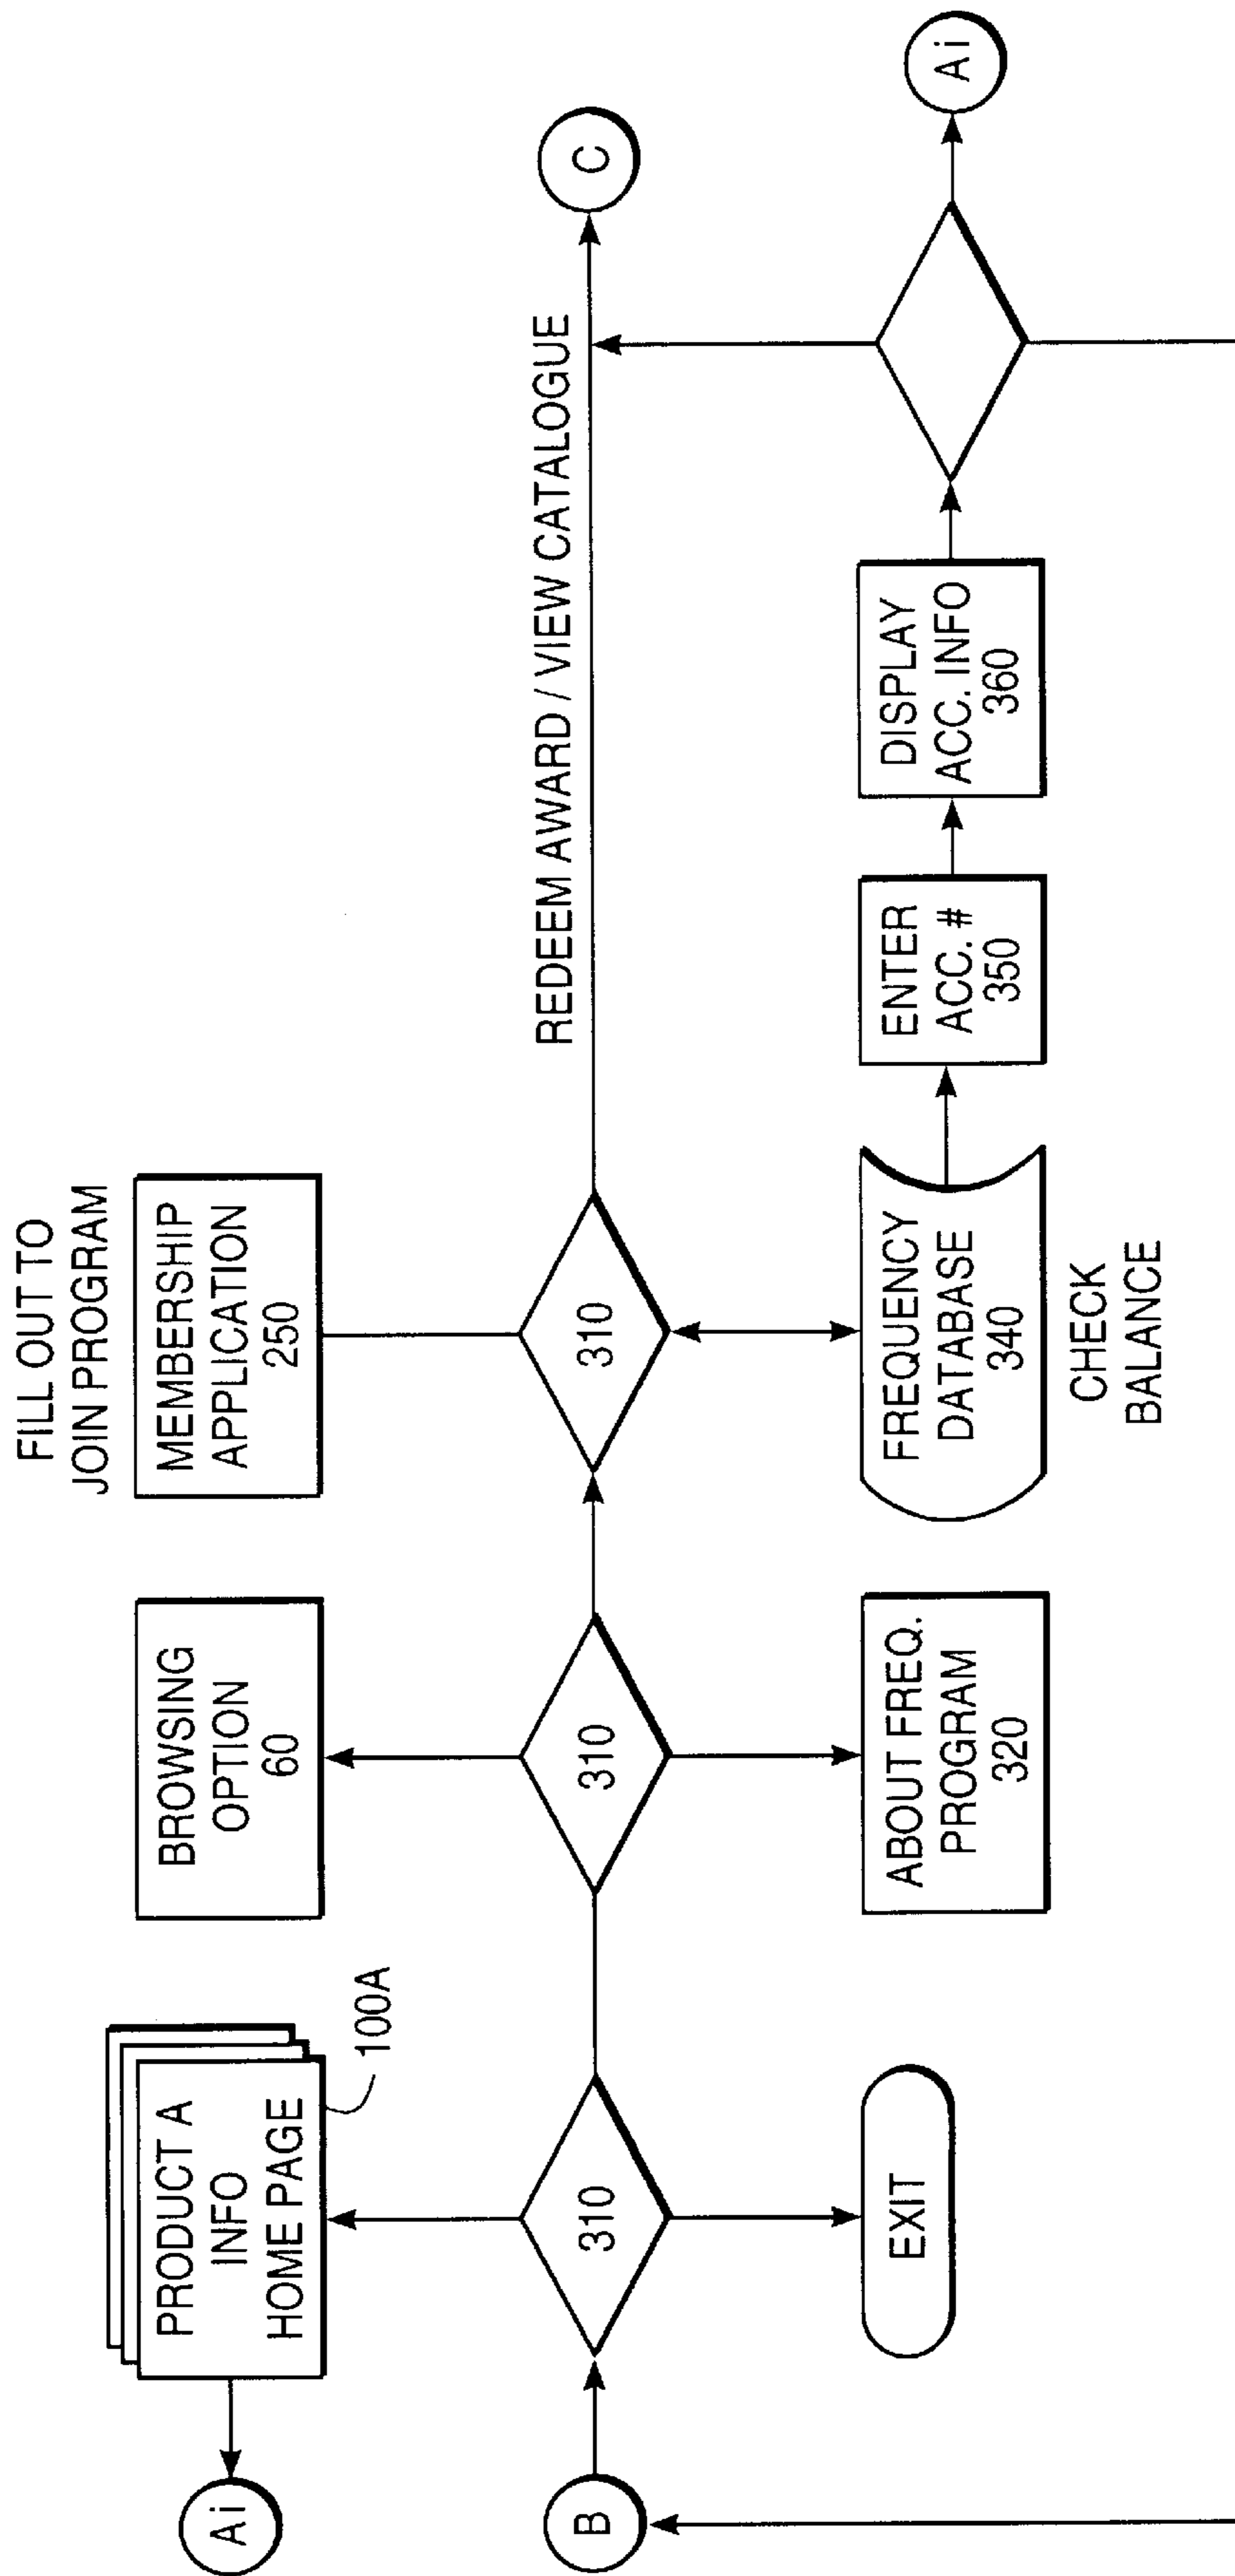 FILL OUT TO
JOIN PROGRAM
PRODUCT A
INFO
HOME PAGE
100A
BROWSING
OPTION
60
MEMBERSHIP
APPLICATION
250
Ai
B
310
310
310
REDEEM AWARD / VIEW CATALOGUE
C
EXIT
ABOUT FREQ.
PROGRAM
320
FREQUENCY
DATABASE
340
CHECK
BALANCE
ENTER
ACC. #
350
DISPLAY
ACC. INFO
360
Ai